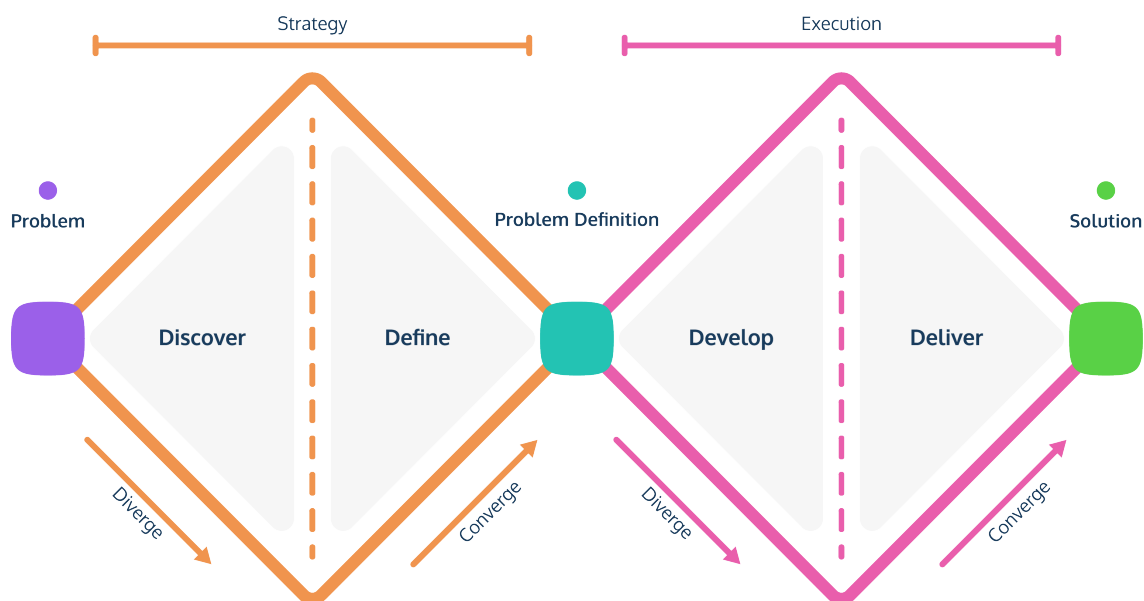 Strategy
Execution
Problem
Problem Definition
Solution
Discover
Define
Develop
Deliver
Diverge
Converge
Diverge
Converge